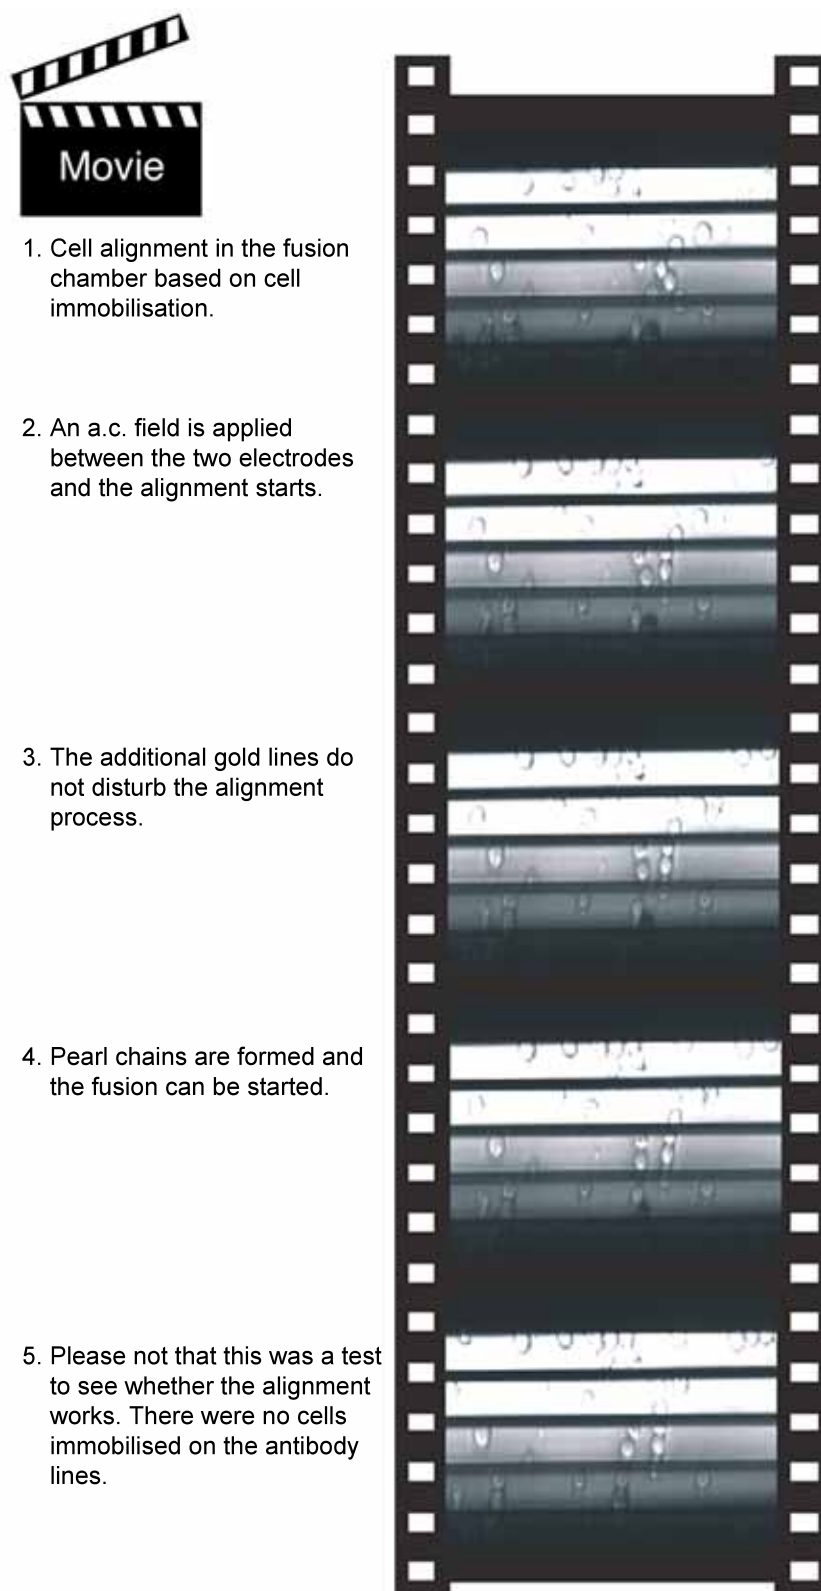 Movie
1. Cell alignment in the fusion
chamber based on cell
immobilisation.
2. An a.c. field is applied
between the two electrodes
and the alignment starts.
3. The additional gold lines do
not disturb the alignment
process.
4. Pearl chains are formed and
the fusion can be started.
5. Please not that this was a test
to see whether the alignment
works. There were no cells
immobilised on the antibody
lines.